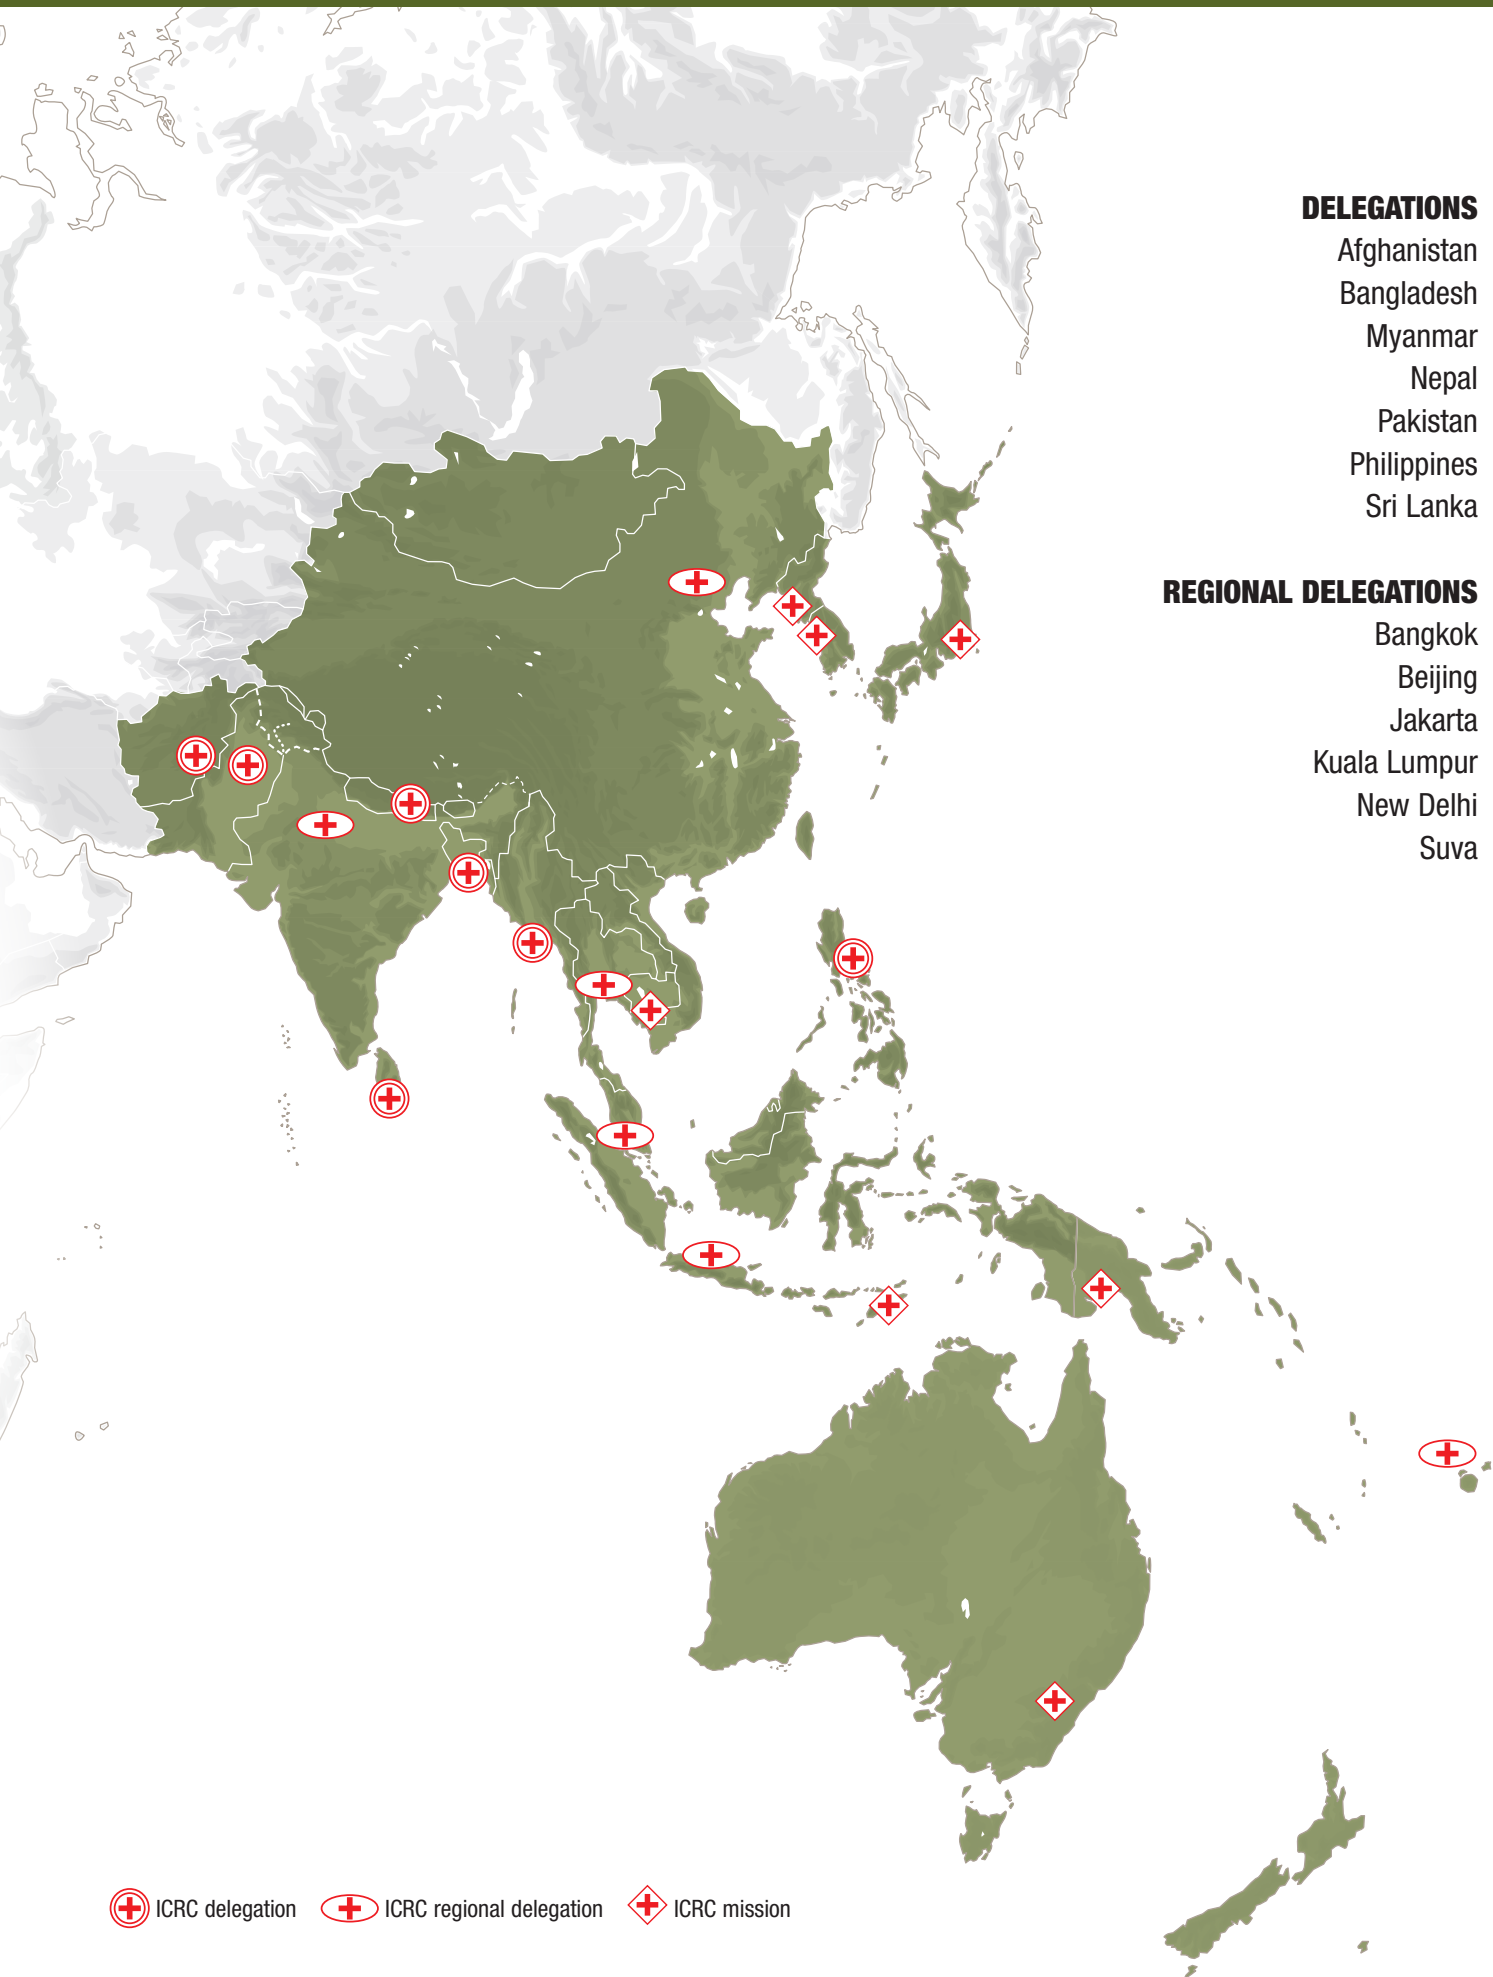 DELEGATIONS
Afghanistan
Bangladesh
Myanmar
Nepal
Pakistan
Philippines
Sri Lanka
REGIONAL DELEGATIONS
Bangkok
Beijing
Jakarta
Kuala Lumpur
New Delhi
Suva
ICRC delegation ICRC regional delegation ICRC mission